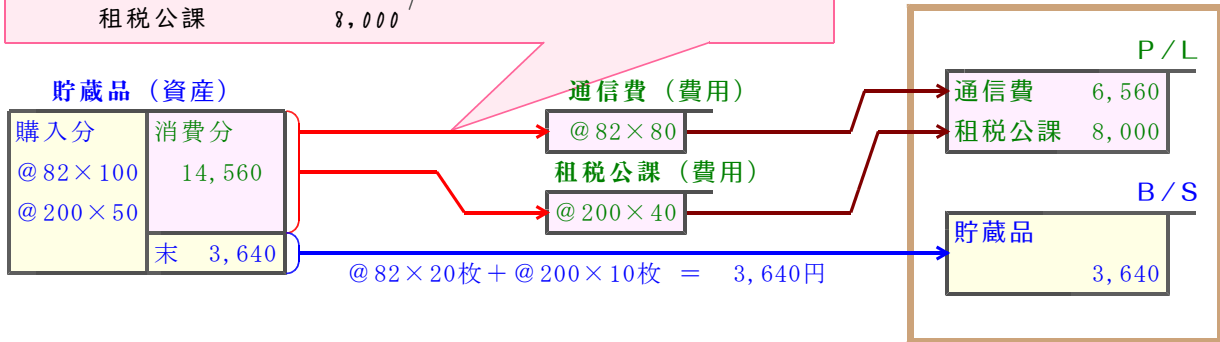 租税公課 8,000
P/L
貯蔵品(資産)
通信費(費用)
通信費 6,560
購入分 消費分
@82×80
租税公課 8,000
@82×100 14,560
租税公課(費用)
@200×50
@200×40
B/S
貯蔵品
末 3,640
@82×20枚+@200×10枚 = 3,640円
3,640